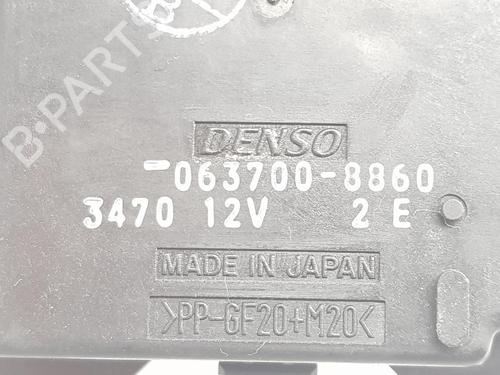 B-PARTS
DENSO
-063700-8860
3470 12V 2 E
MADE IN JAPAN
>PP-GF20+M20<